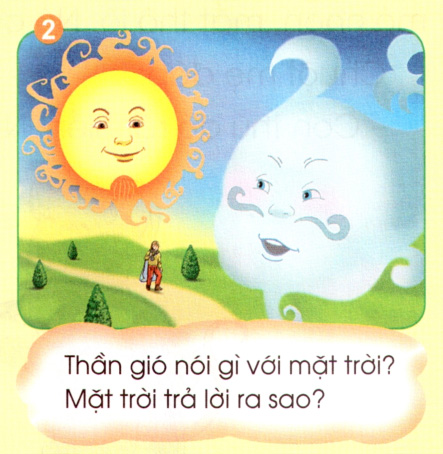 2
Thần gió nói gì với mặt trời?
Mặt trời trả lời ra sao?